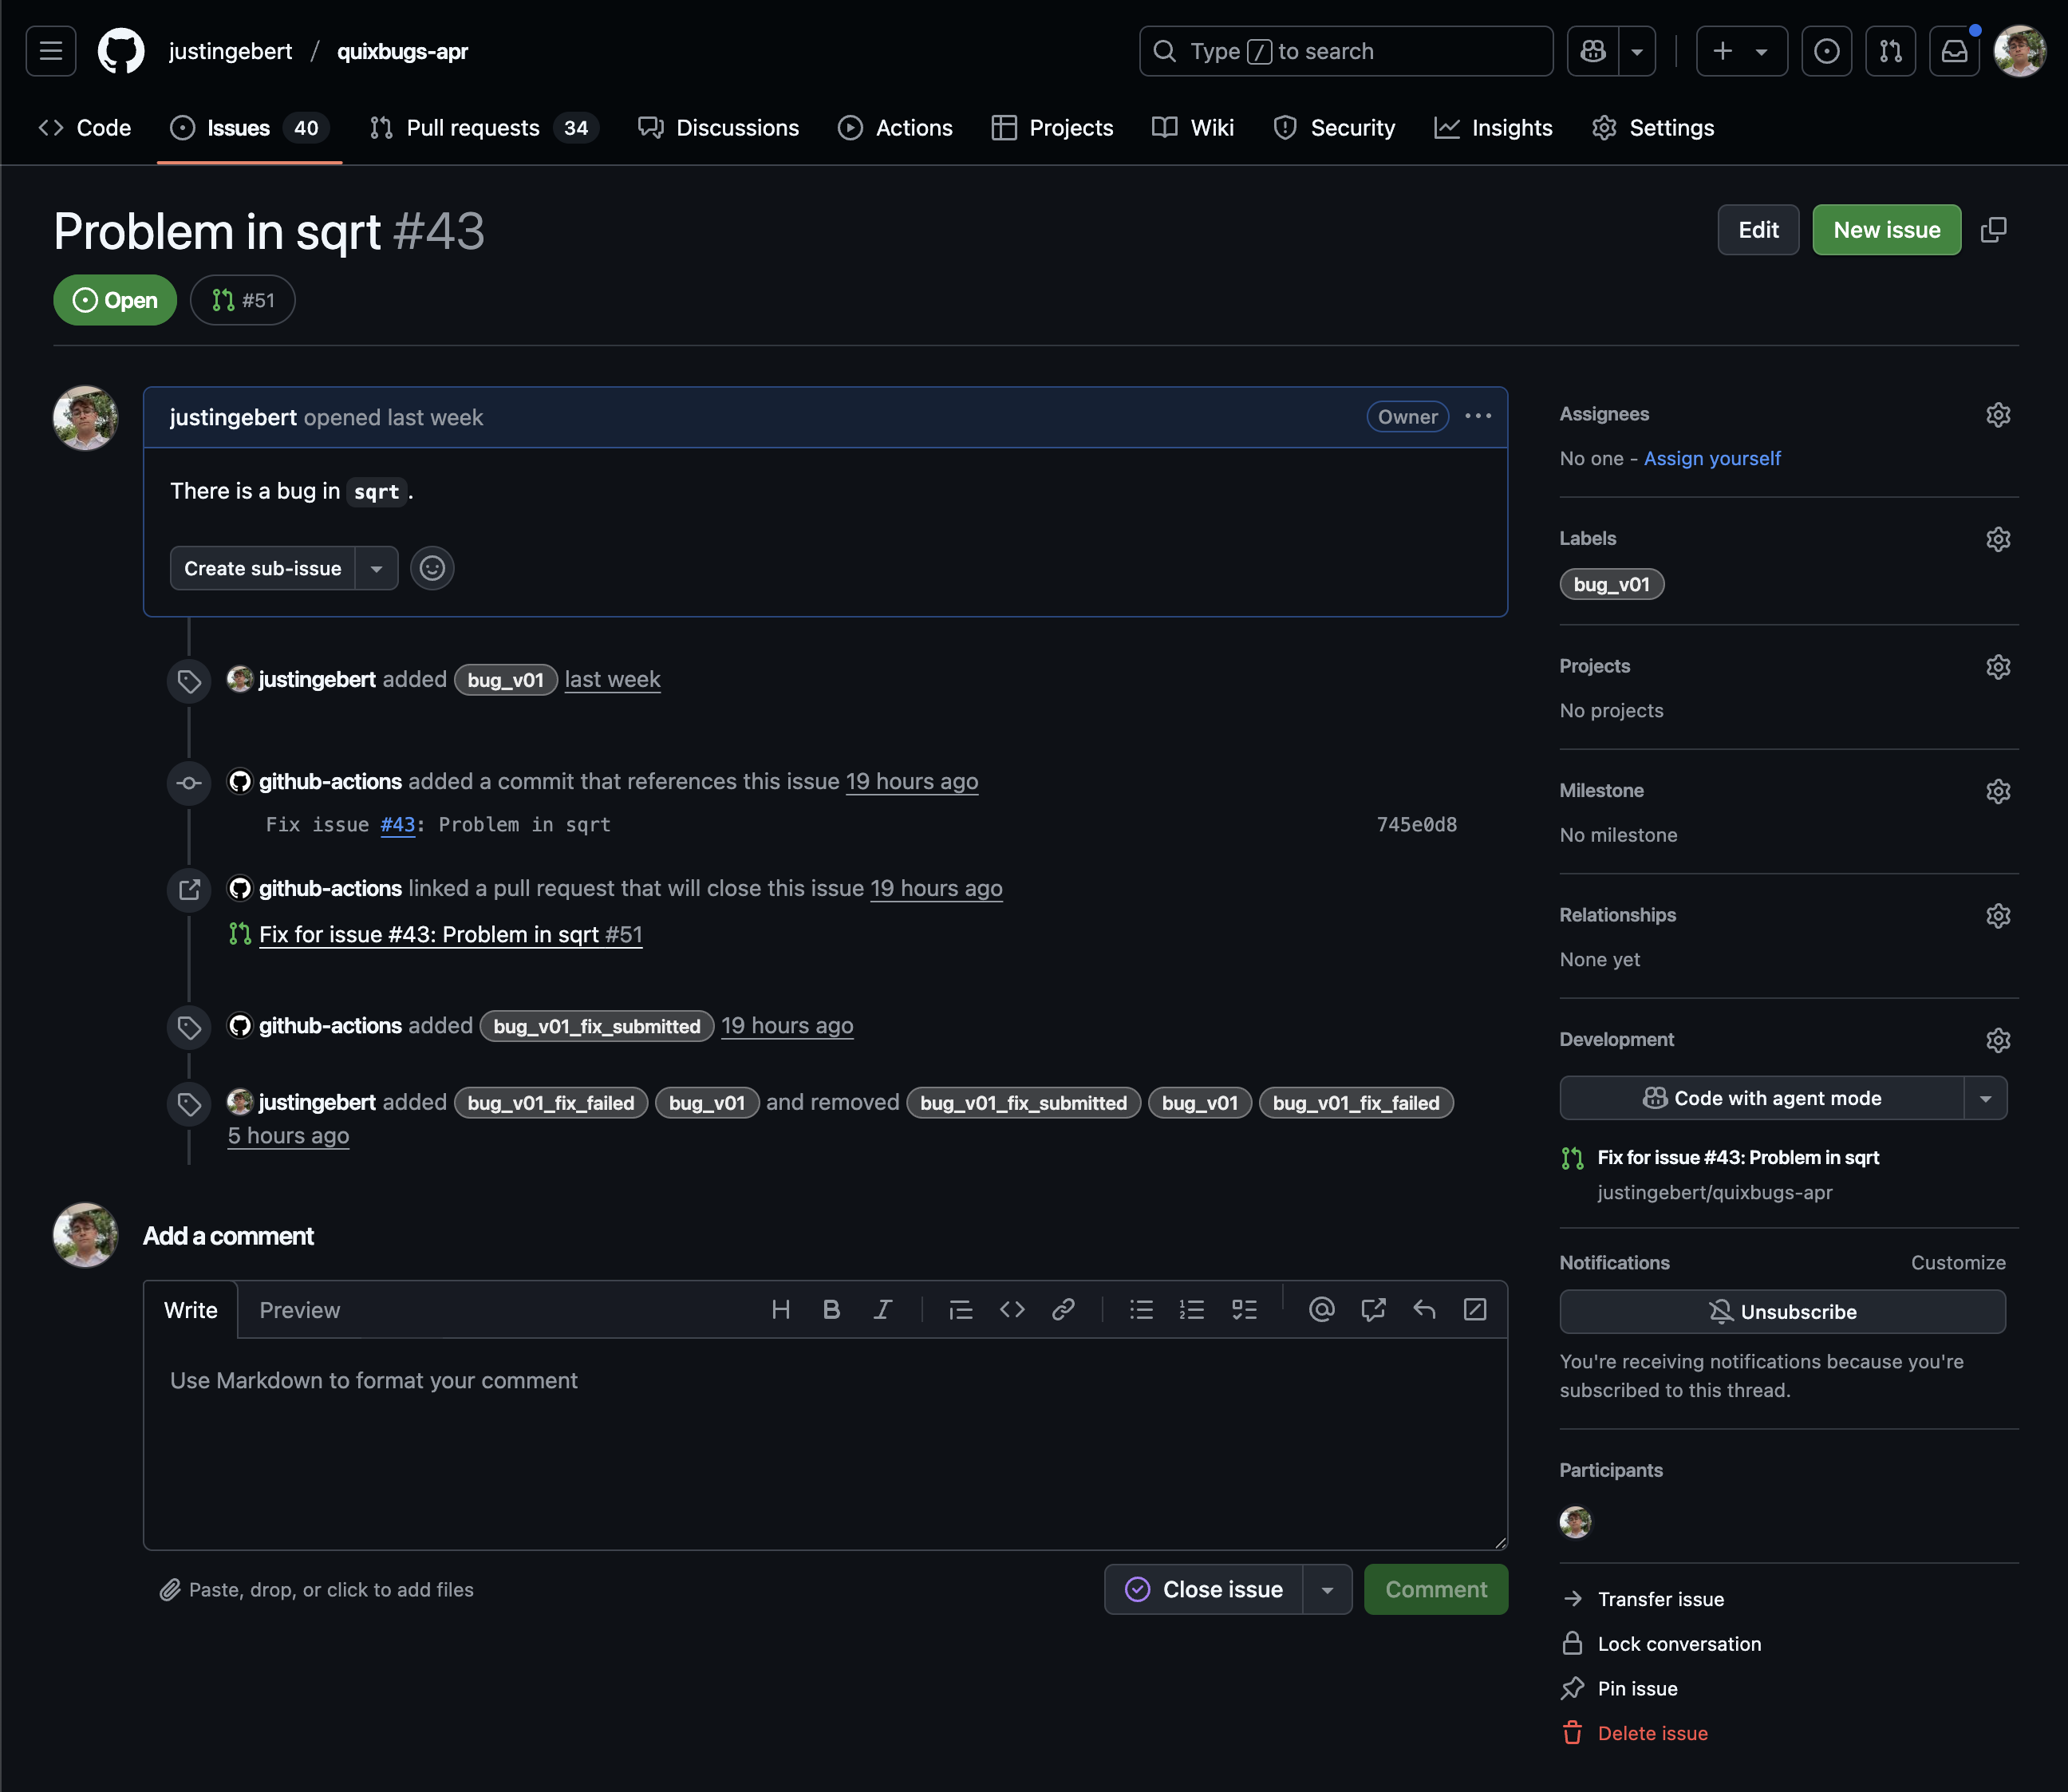 justingebert / quixbugs-apr
Type / to search
Code
Issues 40
Pull requests 34
Discussions
Actions
Projects
Wiki
Security
Insights
Settings
Problem in sqrt #43
Edit
New issue
Open
#51
justingebert opened last week
Owner
There is a bug in sqrt.
Create sub-issue
justingebert added bug_v01 last week
github-actions added a commit that references this issue 19 hours ago
Fix issue #43: Problem in sqrt
745e0d8
github-actions linked a pull request that will close this issue 19 hours ago
Fix for issue #43: Problem in sqrt #51
github-actions added bug_v01_fix_submitted 19 hours ago
justingebert added bug_v01_fix_failed bug_v01 and removed bug_v01_fix_submitted bug_v01 bug_v01_fix_failed
5 hours ago
Add a comment
Write
Preview
Use Markdown to format your comment
Paste, drop, or click to add files
Close issue
Comment
Assignees
No one - Assign yourself
Labels
bug_v01
Projects
No projects
Milestone
No milestone
Relationships
None yet
Development
Code with agent mode
Fix for issue #43: Problem in sqrt
justingebert/quixbugs-apr
Notifications
Customize
Unsubscribe
You're receiving notifications because you're
subscribed to this thread.
Participants
Transfer issue
Lock conversation
Pin issue
Delete issue